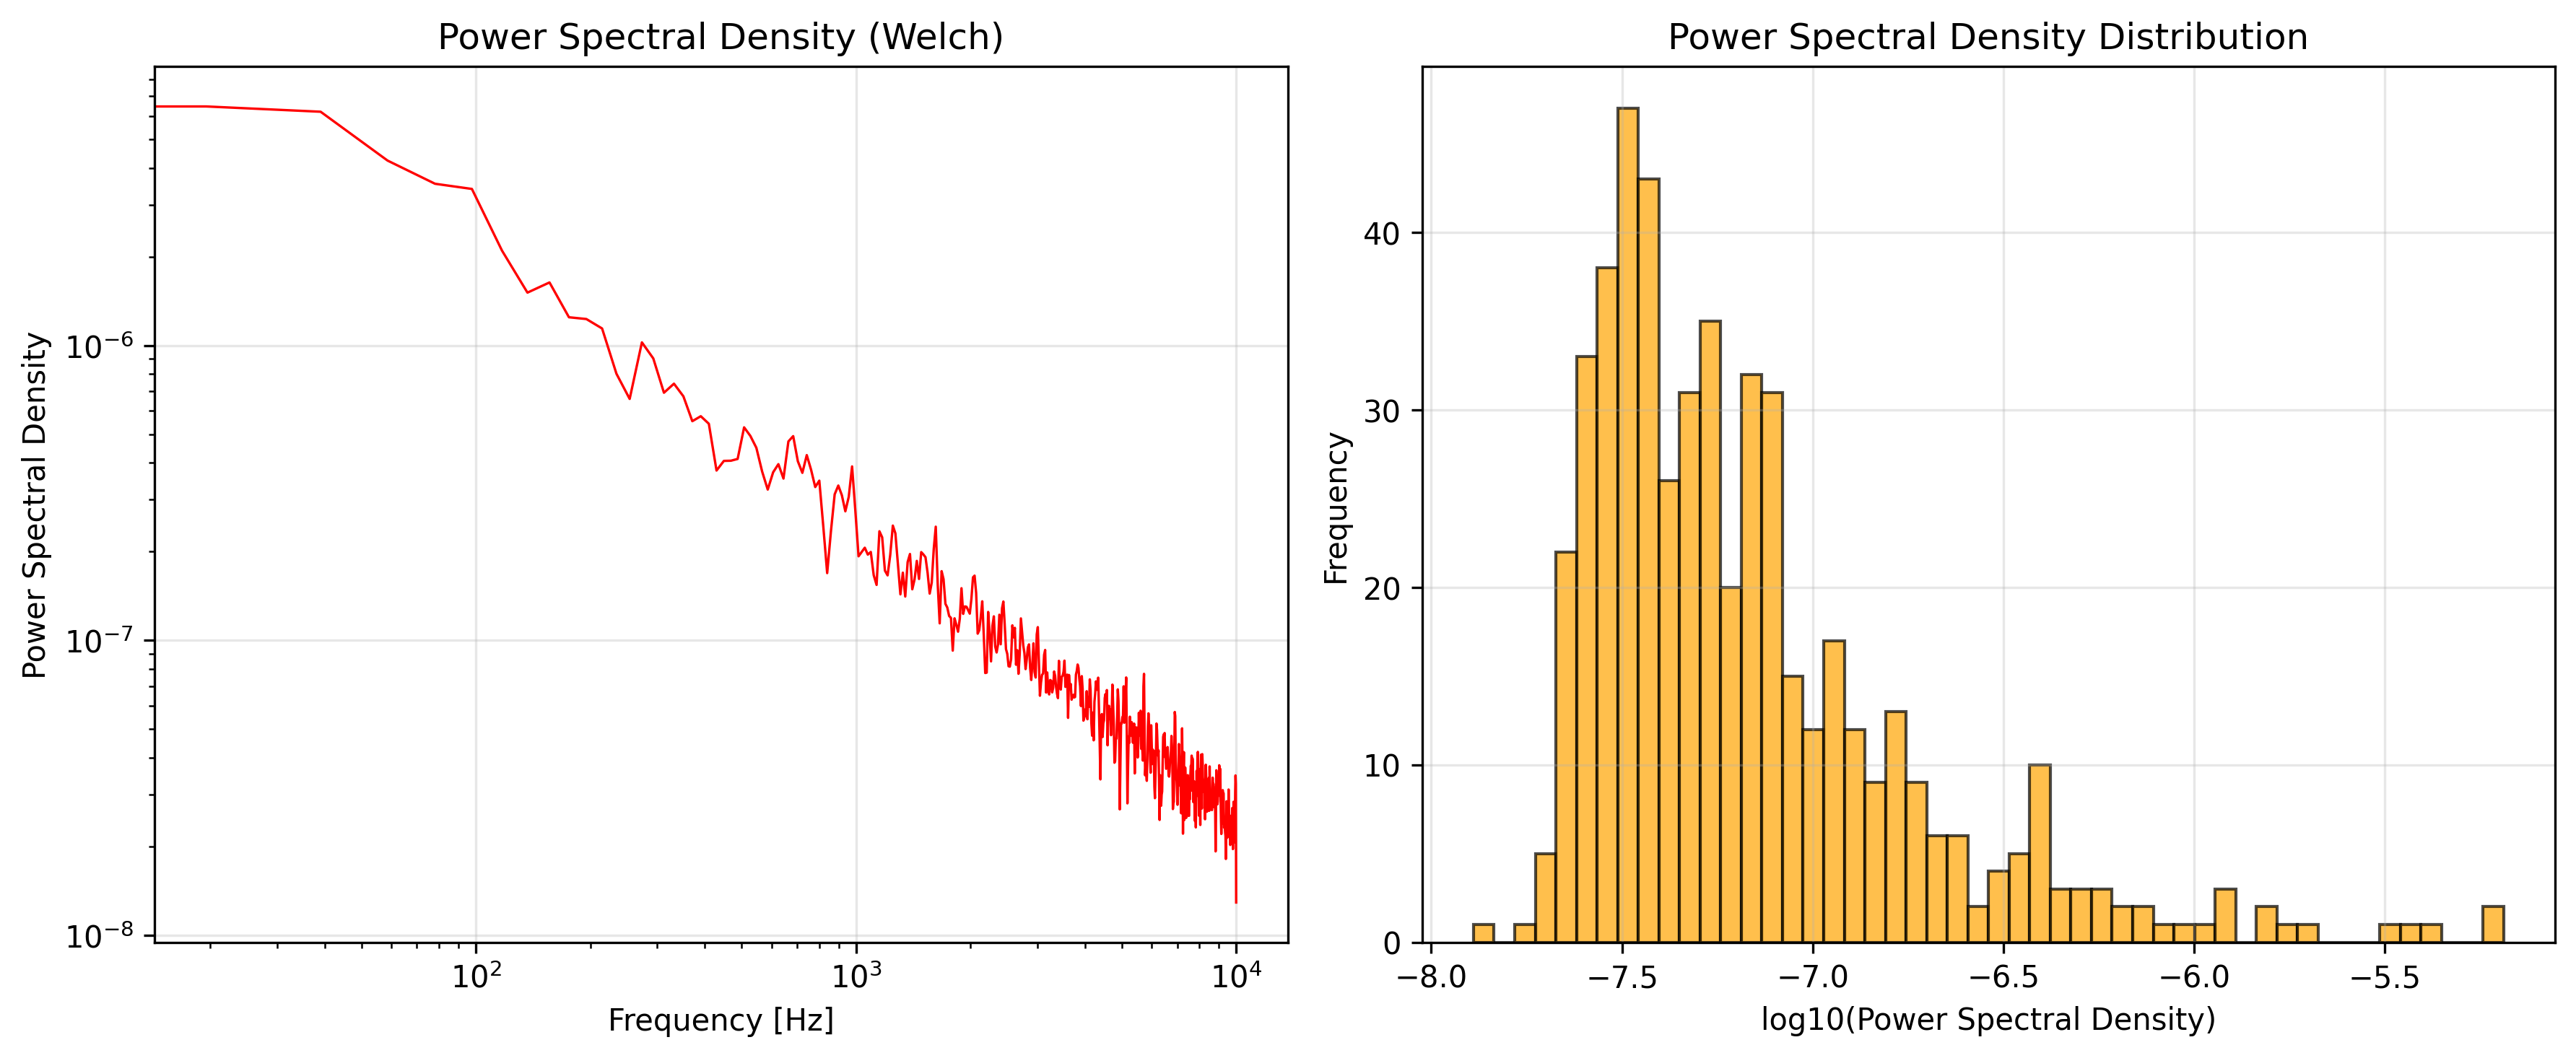 Power Spectral Density (Welch)
Power Spectral Density
10⁻⁶
10⁻⁷
10⁻⁸
10² 10³ 10⁴
Frequency [Hz]
Power Spectral Density Distribution
Frequency
40
30
20
10
0
−8.0 −7.5 −7.0 −6.5 −6.0 −5.5
log10(Power Spectral Density)